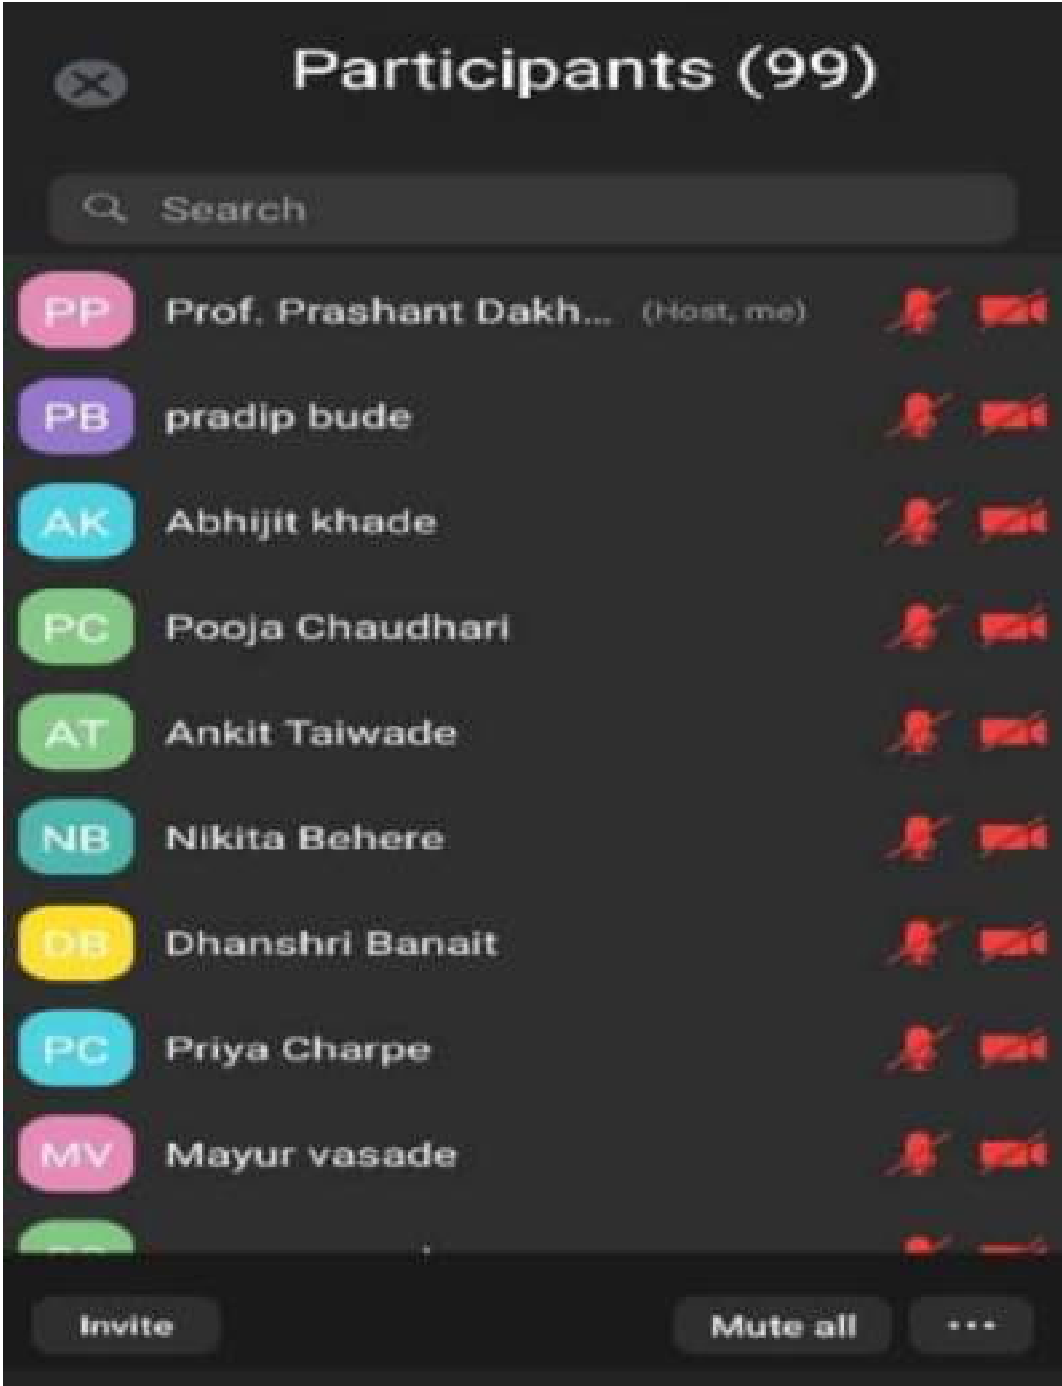 Participants (99)
Search
PP Prof. Prashant Dakh... (Host, me)
PB pradip bude
AK Abhijit khade
PC Pooja Chaudhari
AT Ankit Taiwade
NB Nikita Behere
DB Dhanshri Banait
PC Priya Charpe
MV Mayur vasade
Invite Mute all ...